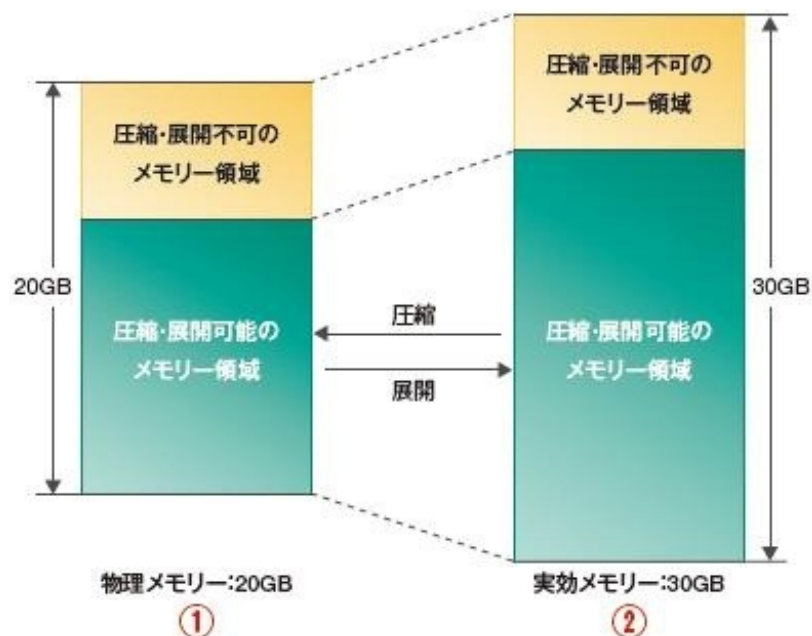 圧縮・展開不可の
メモリー領域
圧縮・展開可能の
メモリー領域
20GB
圧縮
展開
圧縮・展開不可の
メモリー領域
圧縮・展開可能の
メモリー領域
30GB
物理メモリー:20GB
①
実効メモリー:30GB
②